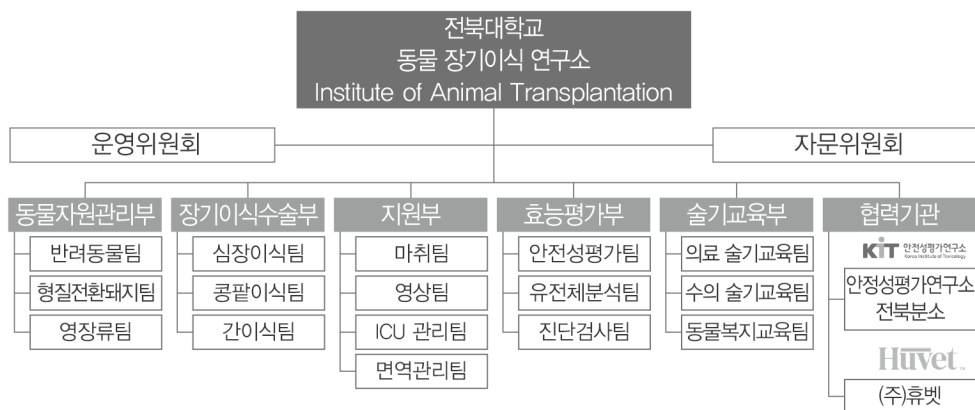 전북대학교
동물 장기이식 연구소
Institute of Animal Transplantation
운영위원회
자문위원회
동물자원관리부
반려동물팀
형질전환돼지팀
영장류팀
장기이식수술부
심장이식팀
콩팥이식팀
간이식팀
지원부
마취팀
영상팀
ICU 관리팀
면역관리팀
효능평가부
안전성평가팀
유전체분석팀
진단검사팀
술기교육부
의료 술기교육팀
수의 술기교육팀
동물복지교육팀
협력기관
KIT 안전성평가연구소
Korea Institute of Toxicology
안정성평가연구소
전북분소
Huvet
(주)휴벳